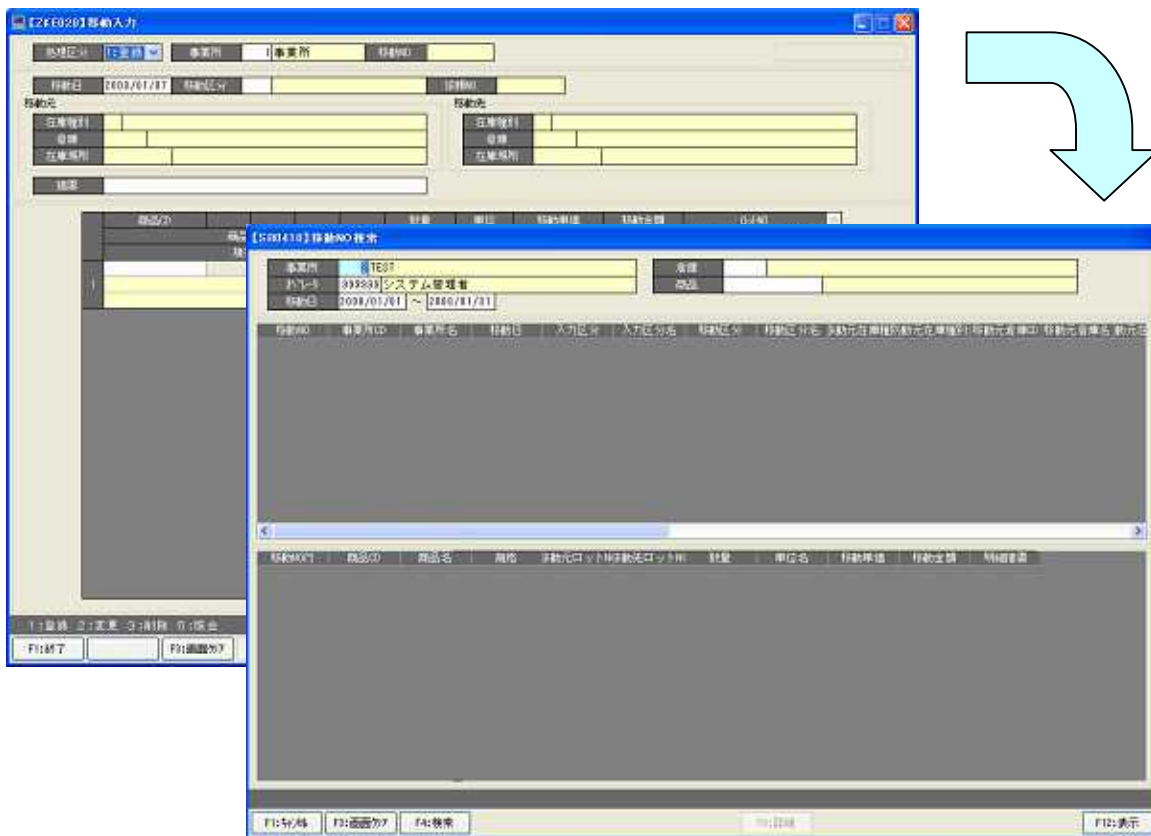 【ZKE020】移動入力
処理区分 1:登録 事業所 1 事業所 移動NO
移動日 2008/01/07 移動区分
移動元 移動先
在庫種別 在庫種別
倉庫 倉庫
在庫場所 在庫場所
摘要
商品CD 数量 単位 移動単価 移動金額
1
1:登録 2:変更 3:削除
F1:終了 F3:画面クリア
移動NO検索
事業所 TEST 倉庫
オペレータ 999999 システム管理者 商品
移動日 2008/01/01 ～ 2008/01/31
移動NO 事業所CD 事業所名 移動日 入力区分 入力区分名 移動区分 移動区分名 移動元倉庫CD 移動元倉庫名
商品CD 商品名 規格 数量 単位名 移動単価 移動金額
F1:キャンセル F3:画面クリア F4:検索 F12:表示